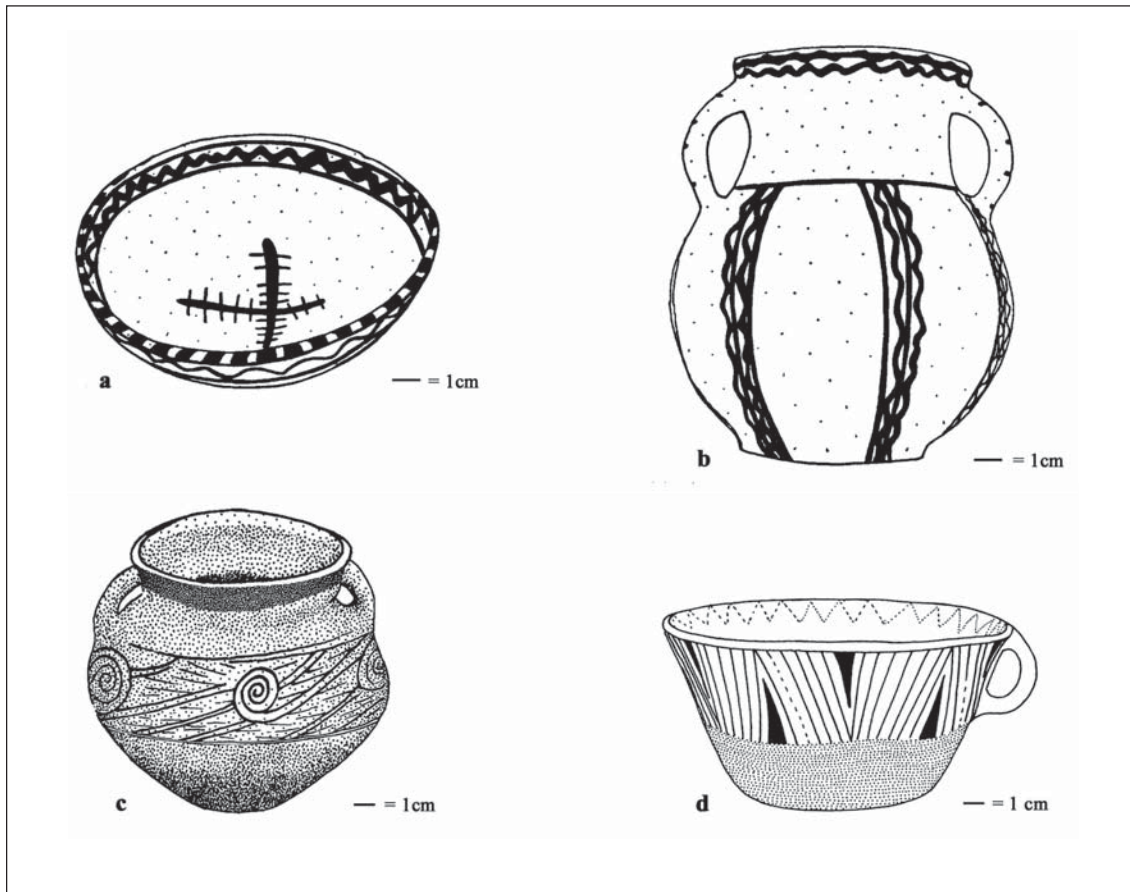 a
= 1cm
b
= 1cm
c
= 1cm
d
= 1 cm